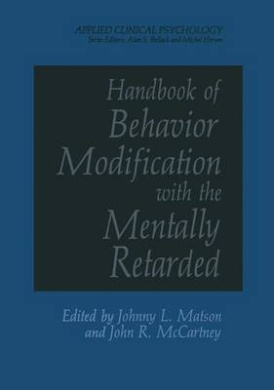 APPLIED CLINICAL PSYCHOLOGY
Series Editors: Alan S. Bellack and Michel Hersen
Handbook of
Behavior
Modification
with the
Mentally
Retarded
Edited by Johnny L. Matson
and John R. McCartney